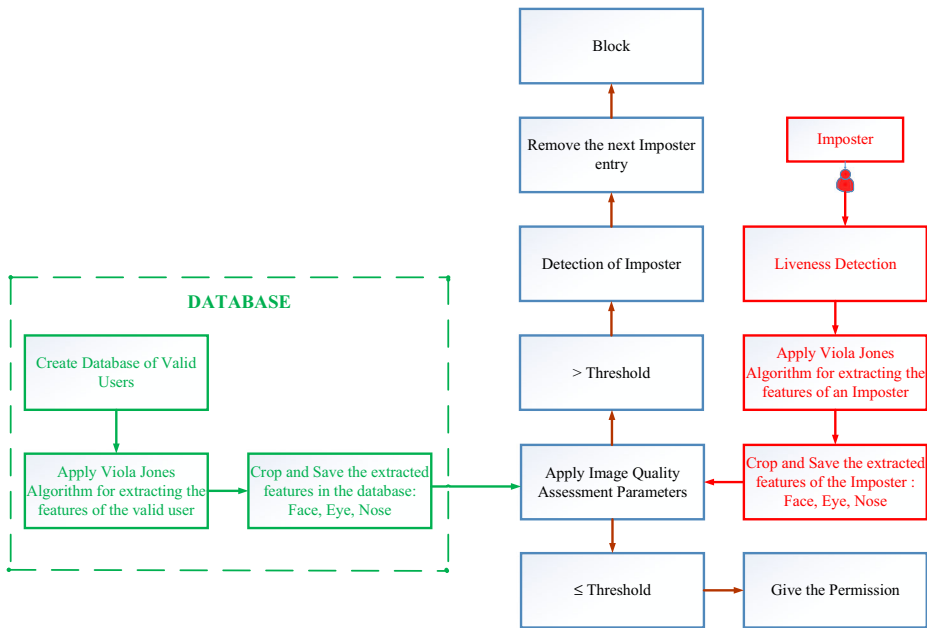 Block
Remove the next Imposter
entry
Imposter
Detection of Imposter
Liveness Detection
DATABASE
Create Database of Valid
Users
> Threshold
Apply Viola Jones
Algorithm for extracting the
features of an Imposter
Apply Viola Jones
Algorithm for extracting the
features of the valid user
Crop and Save the extracted
features in the database:
Face, Eye, Nose
Apply Image Quality
Assessment Parameters
Crop and Save the extracted
features of the Imposter :
Face, Eye, Nose
≤ Threshold
Give the Permission